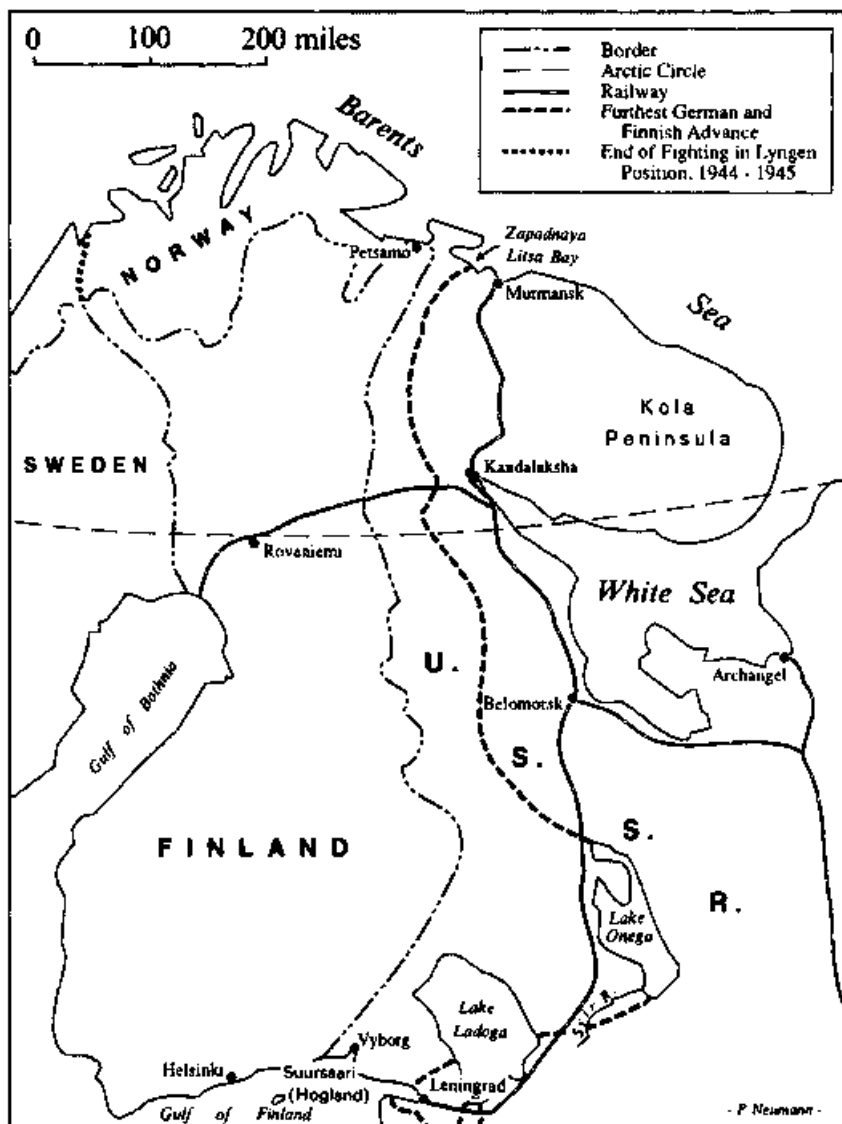 0 100 200 miles
Border
Arctic Circle
Railway
Furthest German and
Finnish Advance
End of Fighting in Lyngen
Position, 1944 - 1945
Barents
Sea
NORWAY
Petsamo
Zapadnaya
Litsa Bay
Murmansk
Kola
Peninsula
SWEDEN
Kandalaksha
Rovaniemi
White Sea
U.
Archangel
Belomorsk
Gulf of Bothnia
S.
FINLAND
S.
R.
Lake
Onega
Lake
Ladoga
Svir R.
Vyborg
Helsinki
Suursaari
(Hogland)
Leningrad
Gulf of Finland
- P Neumann -